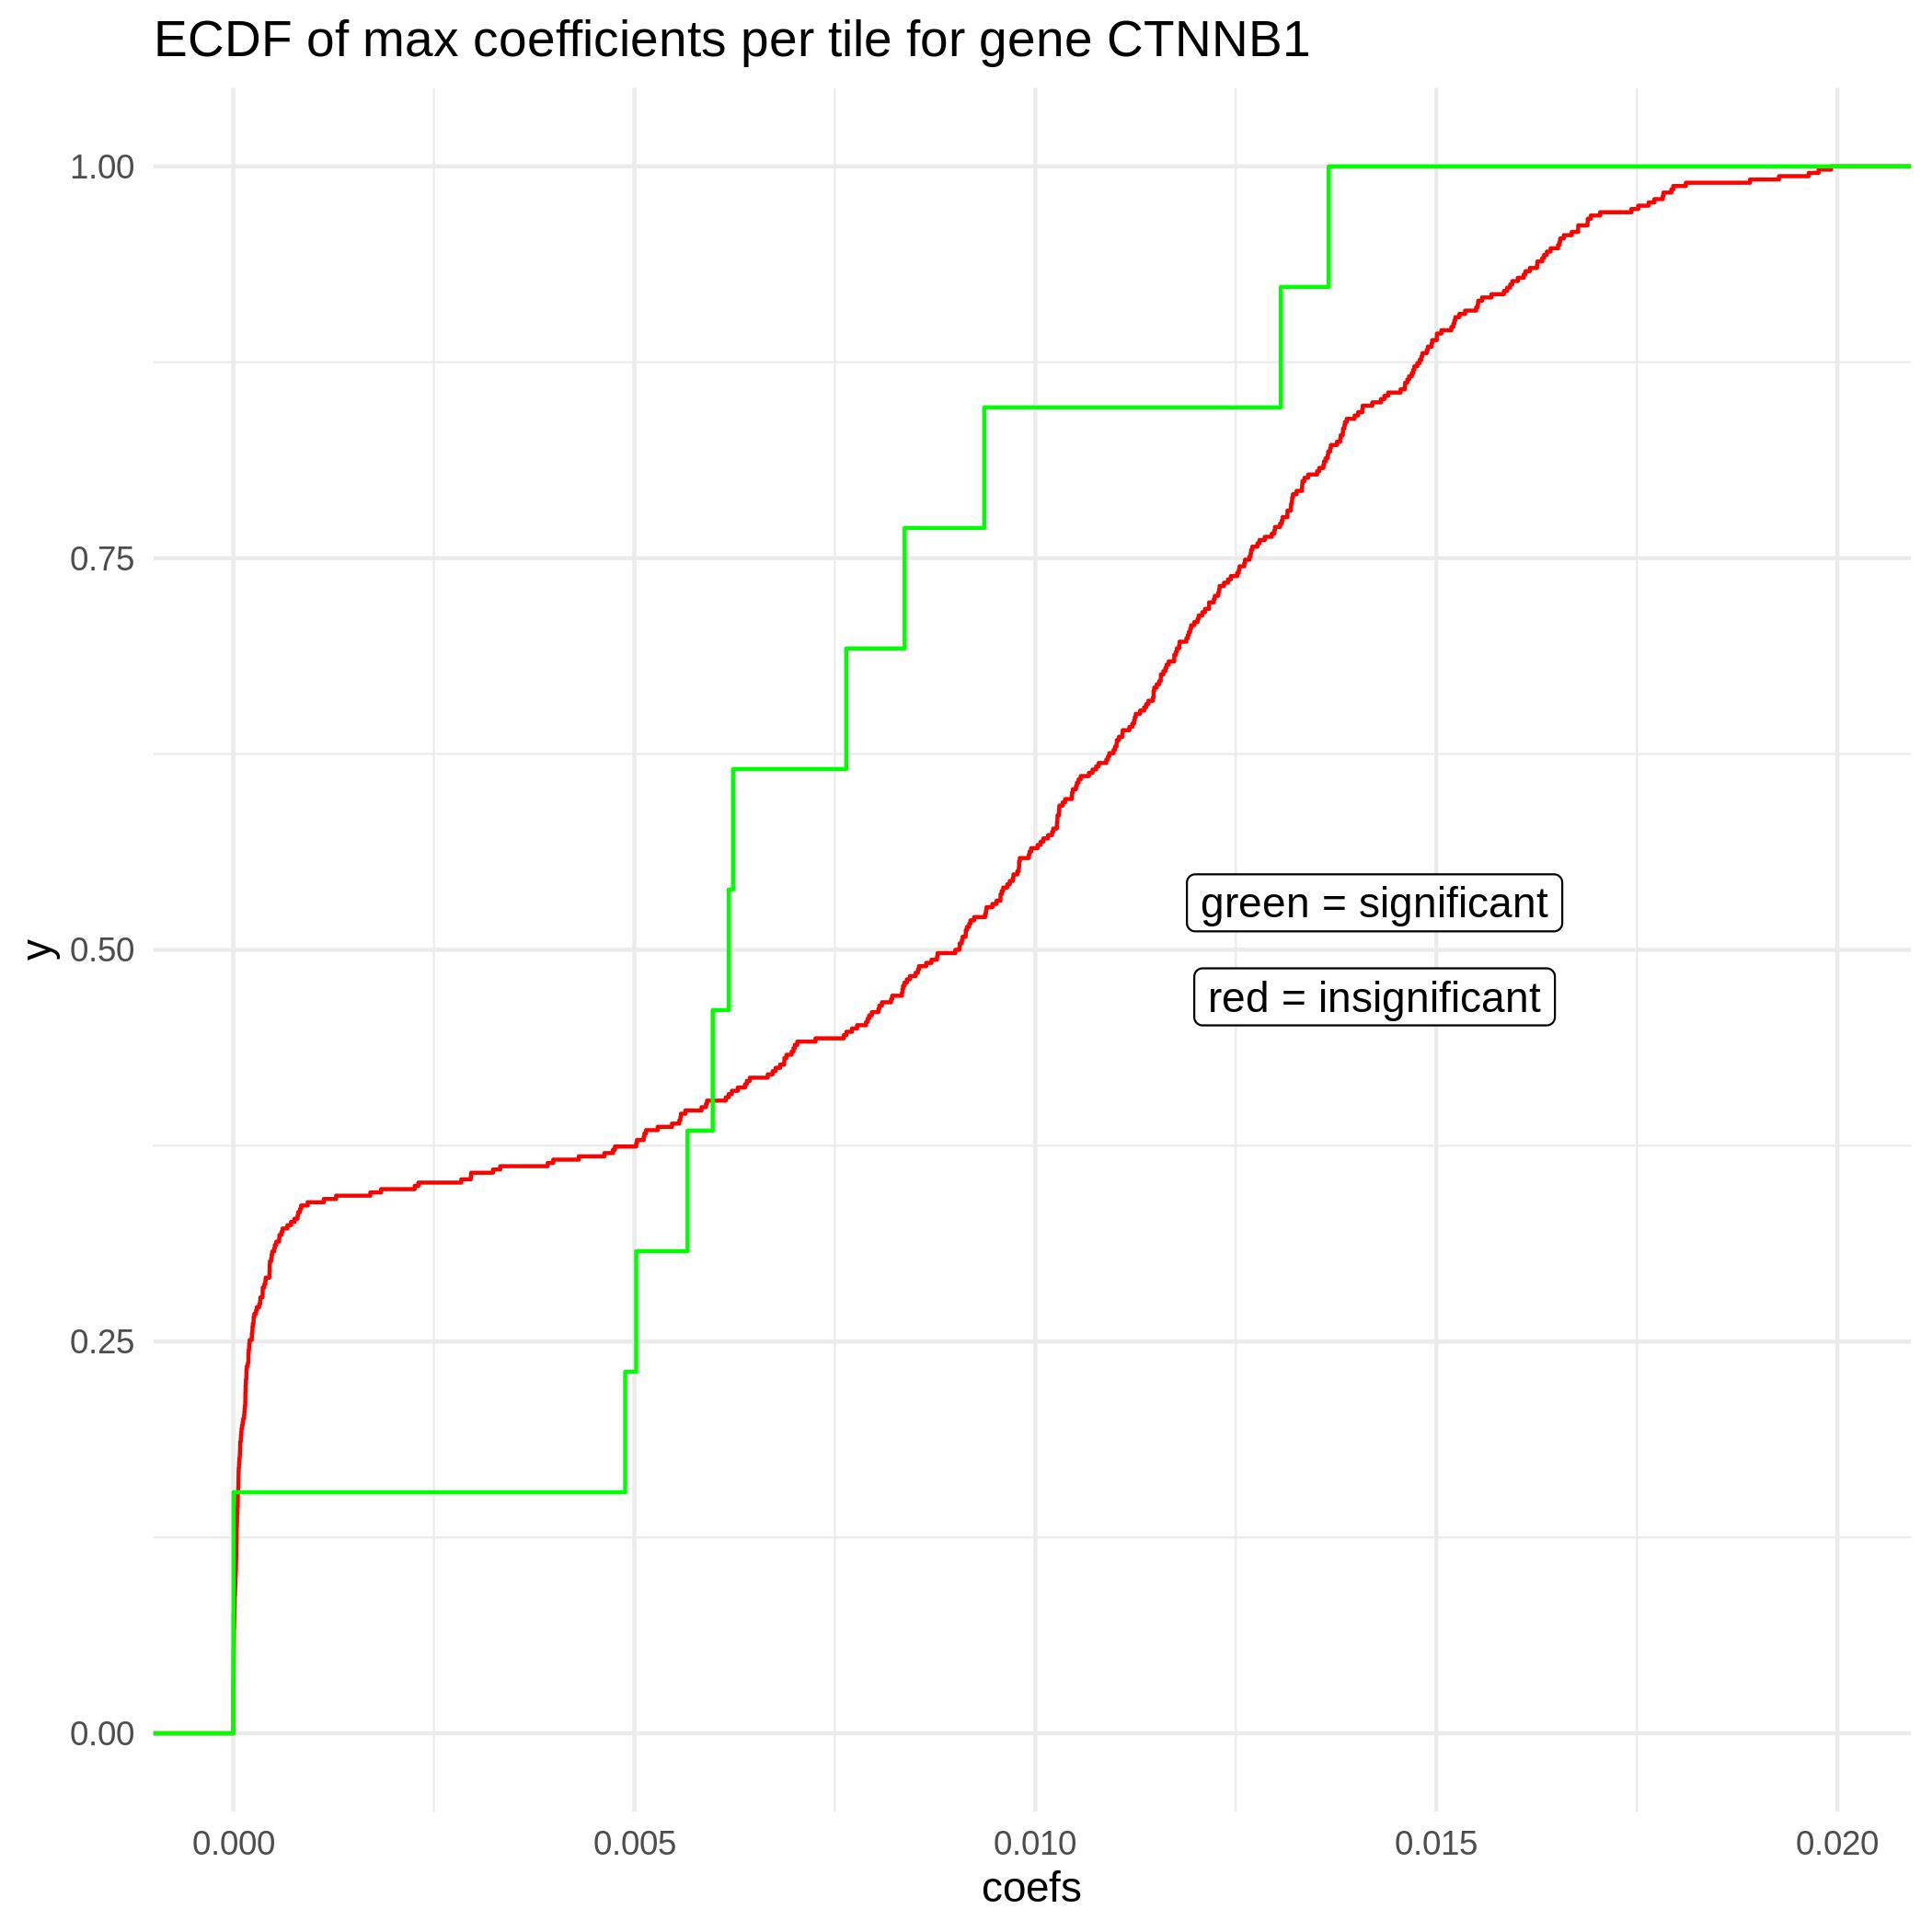 ECDF of max coefficients per tile for gene CTNNB1
1.00
0.75
0.50
0.25
0.00
y
green = significant
red = insignificant
0.000 0.005 0.010 0.015 0.020
coefs